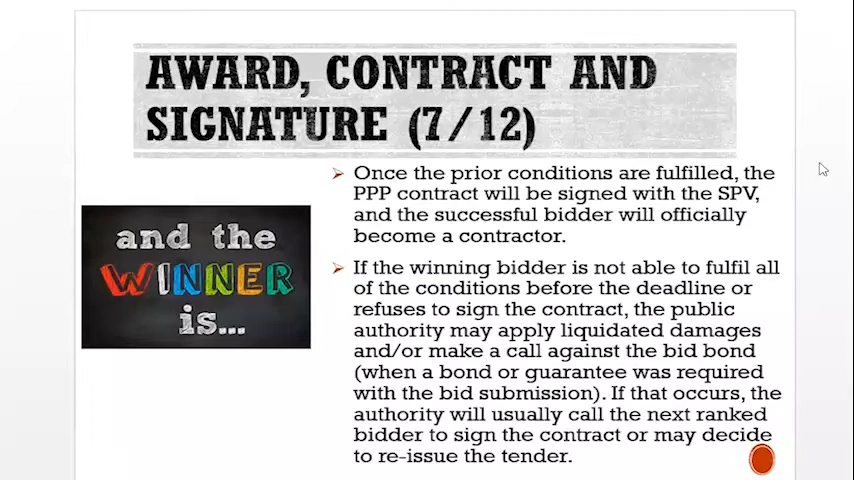 AWARD, CONTRACT AND
SIGNATURE (7/12)
and the
WINNER
is...
Once the prior conditions are fulfilled, the
PPP contract will be signed with the SPV,
and the successful bidder will officially
become a contractor.
If the winning bidder is not able to fulfil all
of the conditions before the deadline or
refuses to sign the contract, the public
authority may apply liquidated damages
and/or make a call against the bid bond
(when a bond or guarantee was required
with the bid submission). If that occurs, the
authority will usually call the next ranked
bidder to sign the contract or may decide
to re-issue the tender.